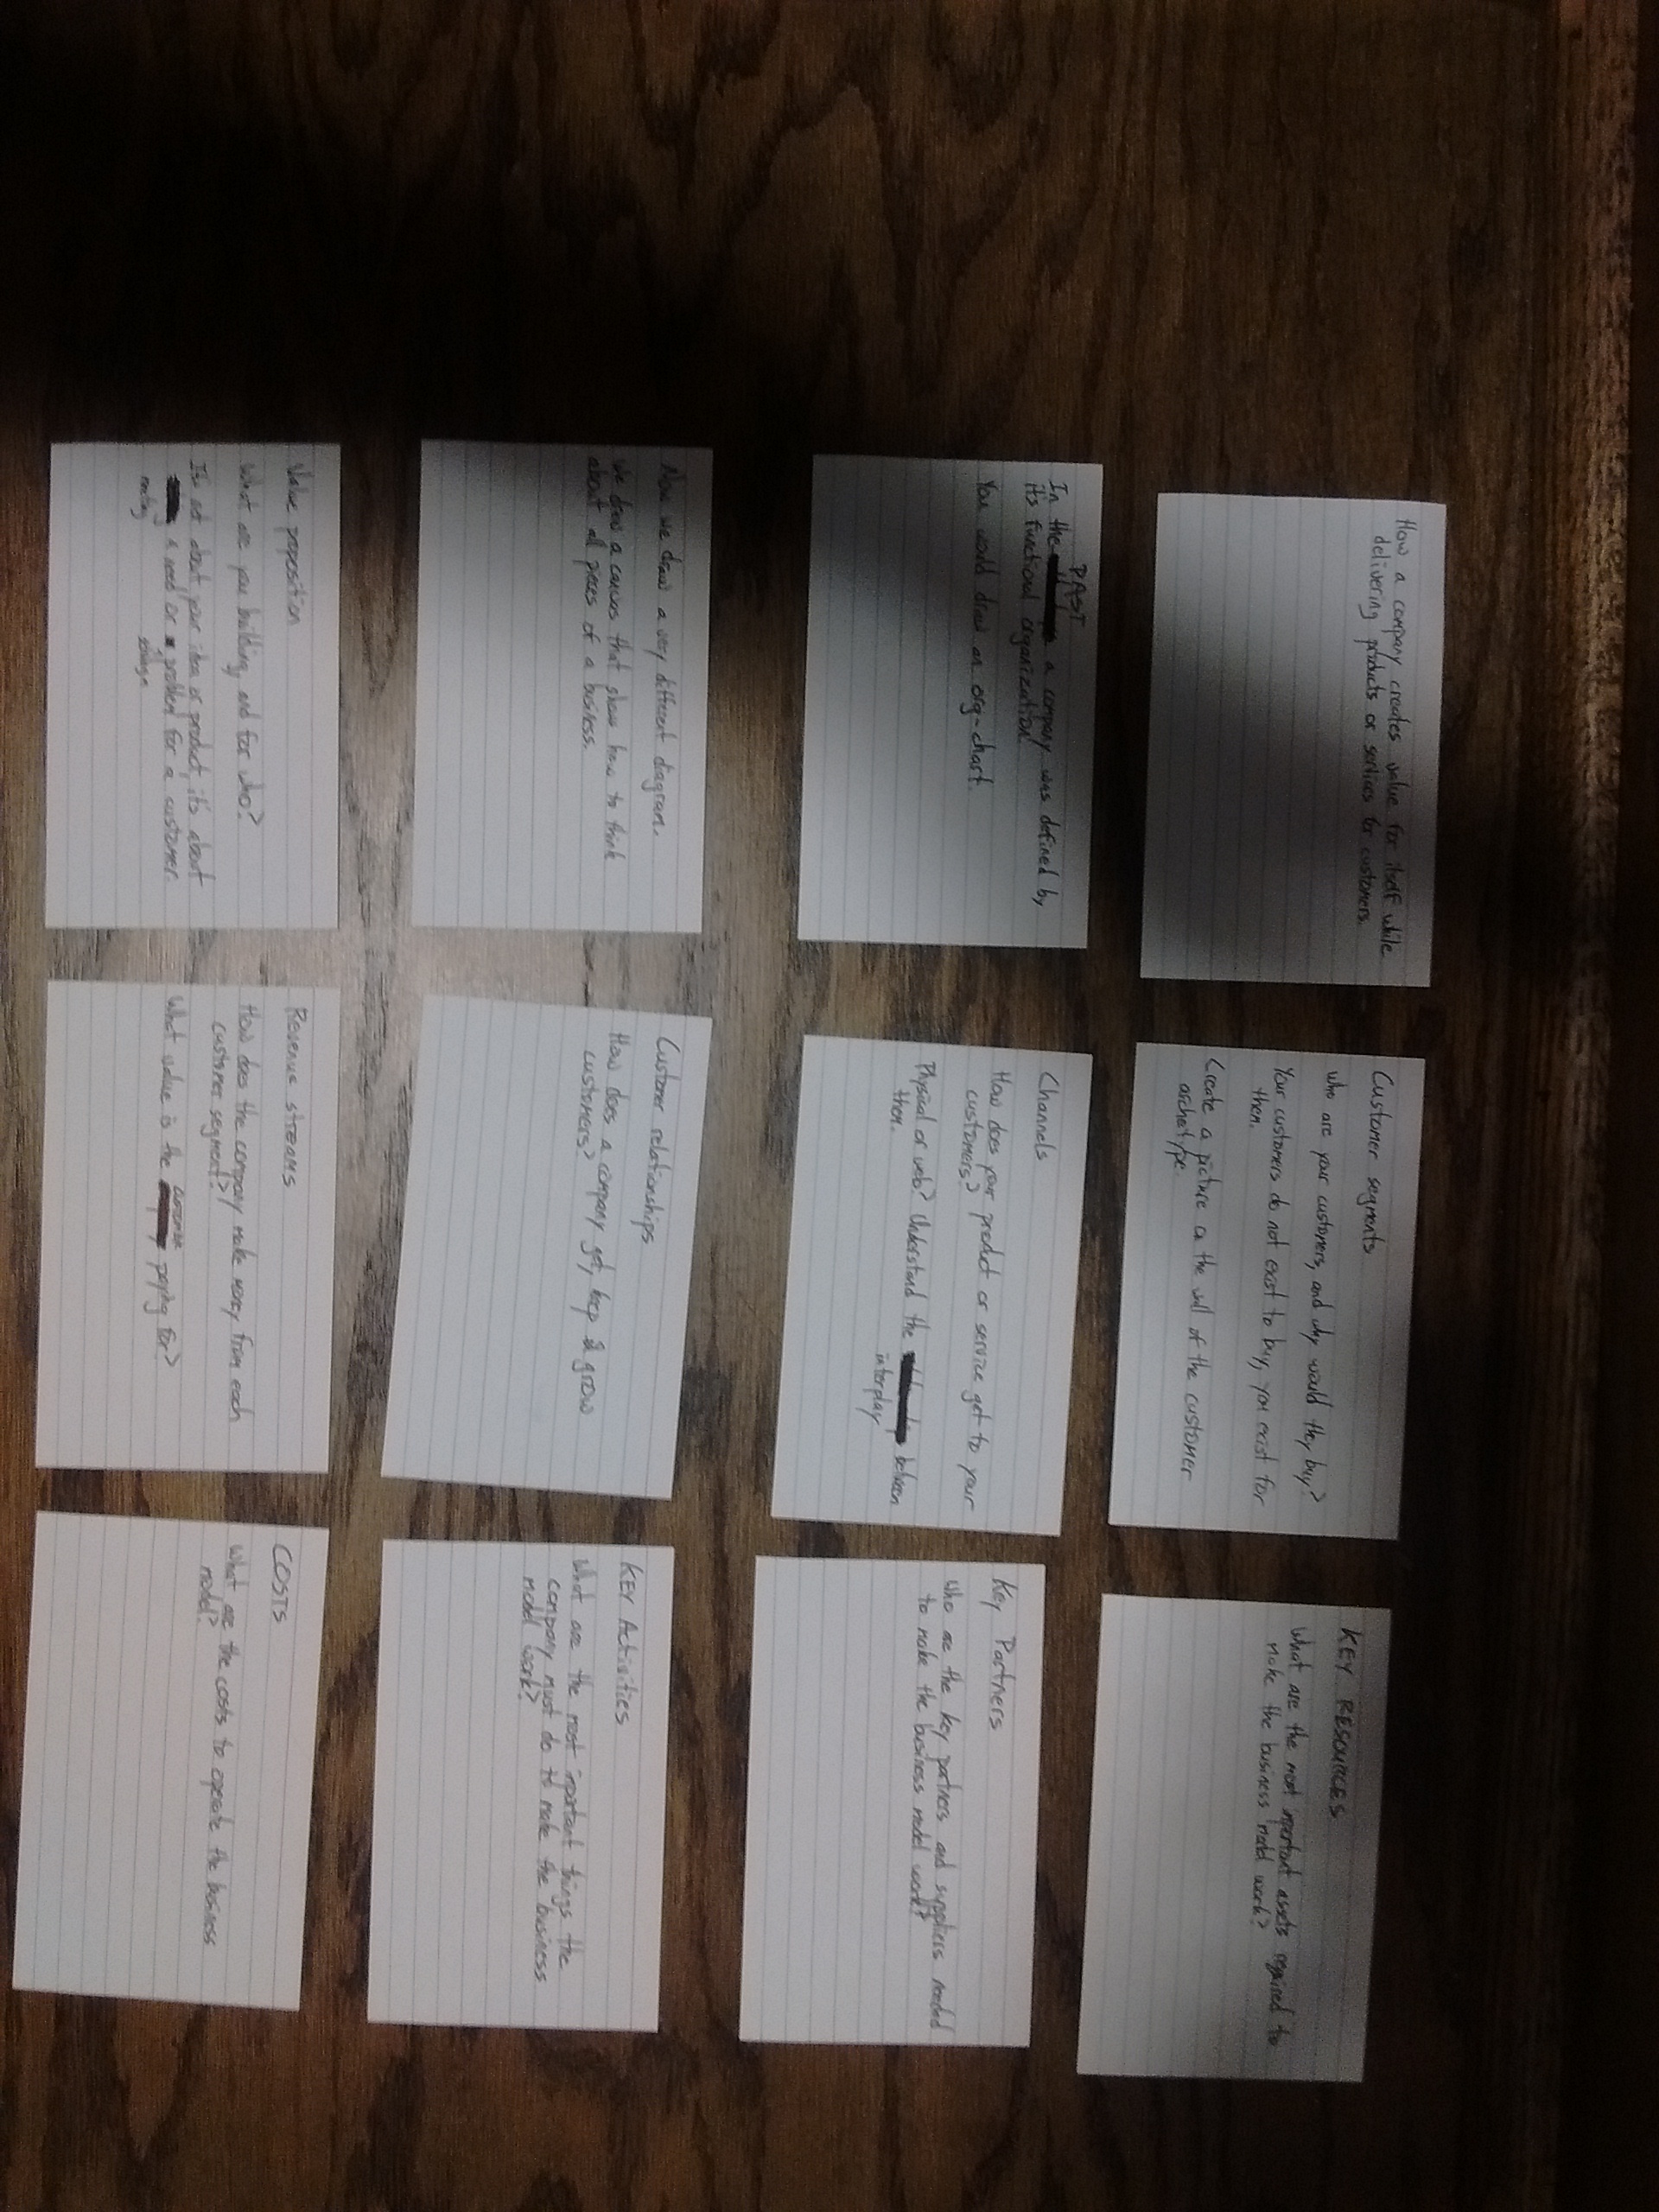 How a company creates value for itself while
delivering products or services for customers.
In the PAST a company was defined by
its functional organization.
You would draw an org-chart.
Now we draw a very different diagram.
We draw a canvas that shows how to think
about all pieces of a business.
Value proposition
What are you building, and for who?
It's not about your idea or product, it's about
meeting a need or solving a problem for a customer.
Customer segments
Who are your customers, and why would they buy?
Your customers do not exist to buy, you exist for
them.
Create a picture on the wall of the customer
archetype.
Channels
How does your product or service get to your
customers?
Physical or web? Understand the interplay between
them.
Customer relationships
How does a company get, keep & grow
customers?
Revenue streams
How does the company make money from each
customer segment?
What value is the customer paying for?
KEY RESOURCES
What are the most important assets required to
make the business model work?
Key Partners
Who are the key partners and suppliers needed
to make the business model work?
KEY Activities
What are the most important things the
company must do to make the business
model work?
COSTS
What are the costs to operate the business
model?